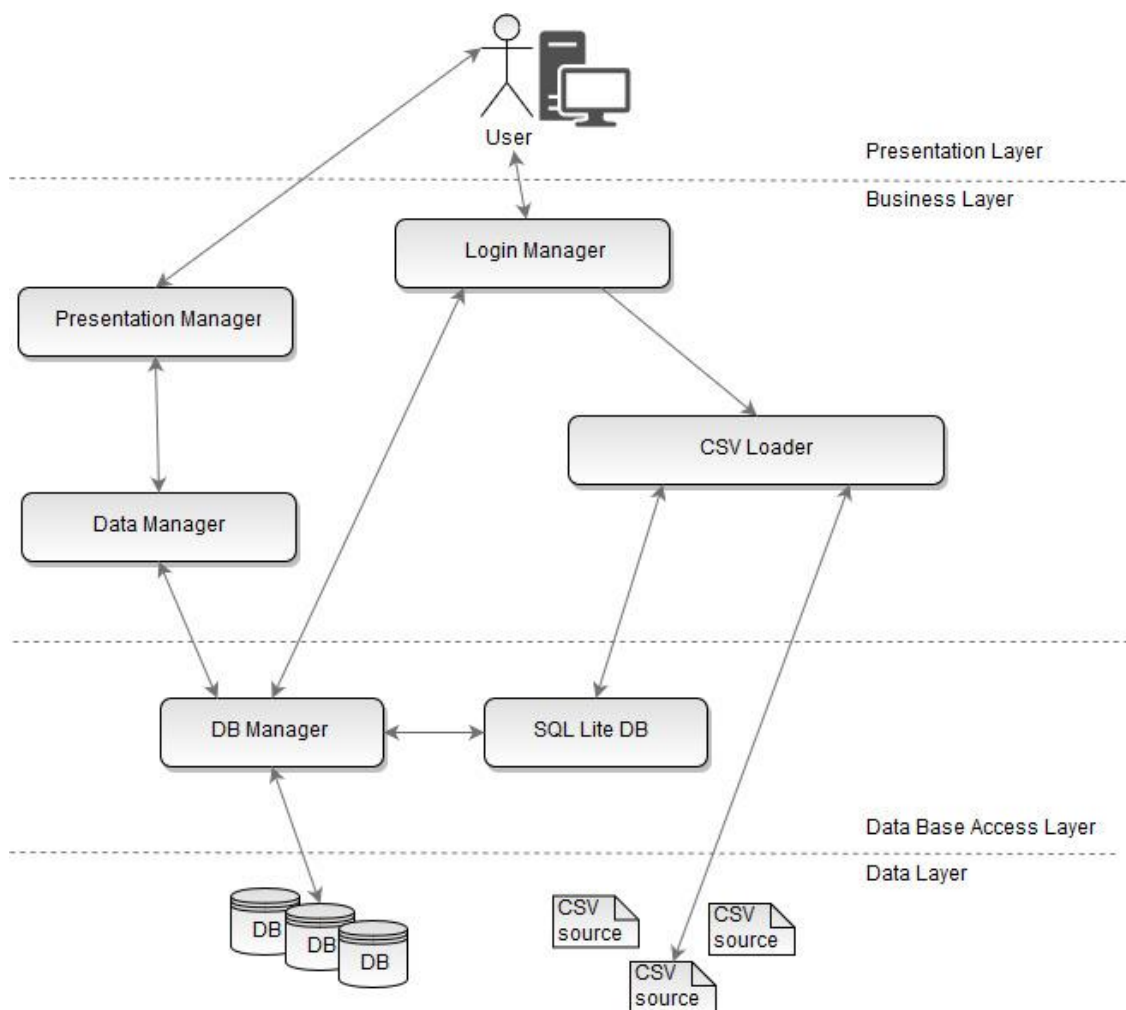 User
Presentation Layer
Business Layer
Login Manager
Presentation Manager
CSV Loader
Data Manager
DB Manager
SQL Lite DB
Data Base Access Layer
Data Layer
DB
DB
DB
CSV
source
CSV
source
CSV
source